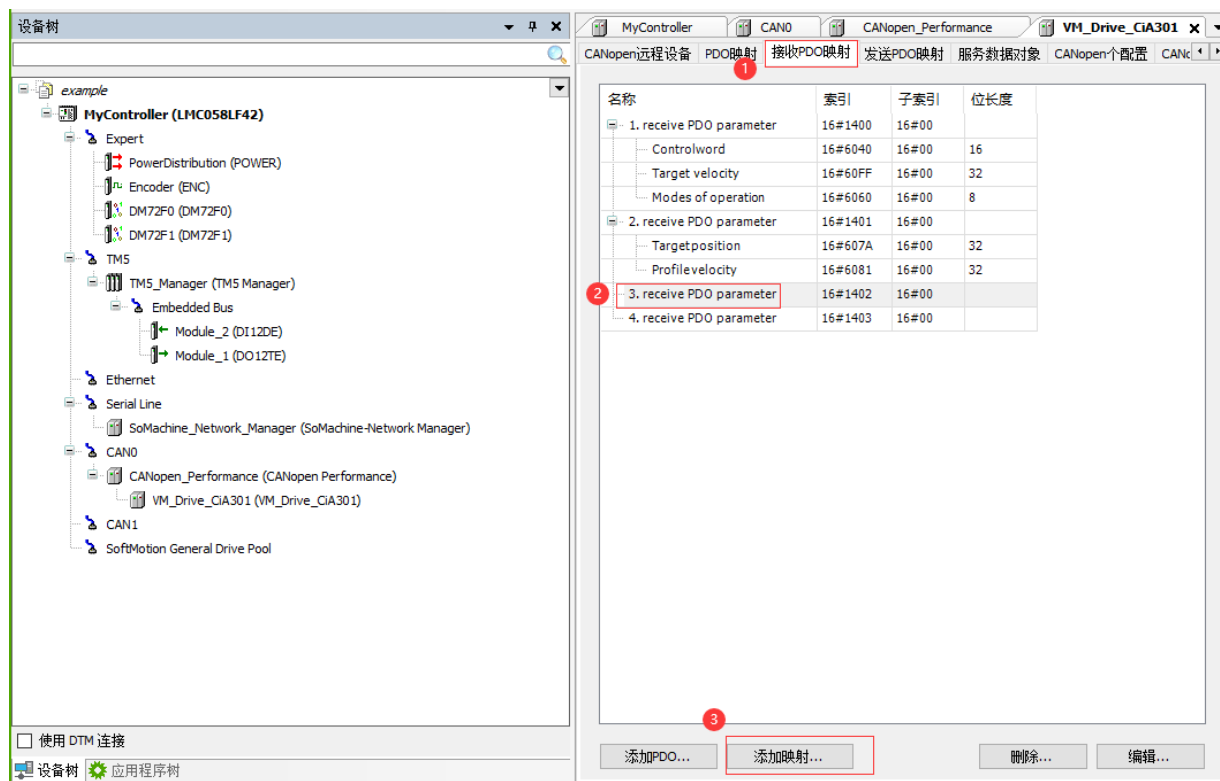 设备树
example
MyController (LMC058LF42)
Expert
PowerDistribution (POWER)
Encoder (ENC)
DM72F0 (DM72F0)
DM72F1 (DM72F1)
TM5
TM5_Manager (TM5 Manager)
Embedded Bus
Module_2 (DI12DE)
Module_1 (DO12TE)
Ethernet
Serial Line
SoMachine_Network_Manager (SoMachine-Network Manager)
CAN0
CANopen_Performance (CANopen Performance)
VM_Drive_CiA301 (VM_Drive_CiA301)
CAN1
SoftMotion General Drive Pool
使用 DTM 连接
设备树 应用程序树
MyController CAN0 CANopen_Performance VM_Drive_CiA301 X
CANopen远程设备 PDO映射 接收PDO映射 发送PDO映射 服务数据对象 CANopen个配置 CANc
1
名称 索引 子索引 位长度
1. receive PDO parameter 16#1400 16#00
Controlword 16#6040 16#00 16
Target velocity 16#60FF 16#00 32
Modes of operation 16#6060 16#00 8
2. receive PDO parameter 16#1401 16#00
Targetposition 16#607A 16#00 32
Profilevelocity 16#6081 16#00 32
2 3. receive PDO parameter 16#1402 16#00
4. receive PDO parameter 16#1403 16#00
3
添加PDO... 添加映射... 删除... 编辑...